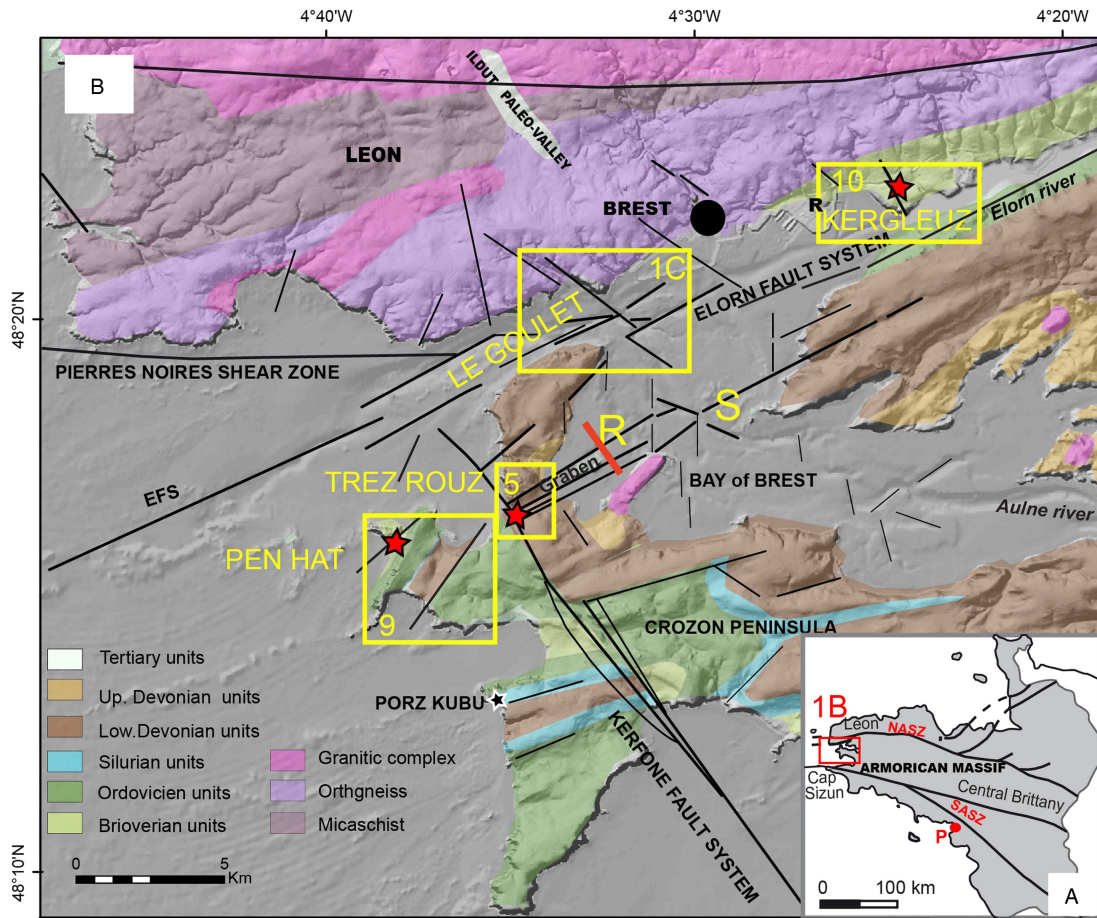 4°40'W
4°30'W
4°20'W
B
ILDUT PALEO-VALLEY
LEON
BREST
R
10
KERGLEUZ
Elorn river
1C
ELORN FAULT SYSTEM
LE GOULET
48°20'N
PIERRES NOIRES SHEAR ZONE
S
R
Graben
BAY of BREST
TREZ ROUZ
5
EFS
Aulne river
PEN HAT
9
CROZON PENINSULA
PORZ KUBU
KERFONE FAULT SYSTEM
Tertiary units
Up. Devonian units
Low.Devonian units
Silurian units
Ordovicien units
Brioverian units
Granitic complex
Orthgneiss
Micaschist
0
5
Km
48°10'N
1B
Leon
NASZ
ARMORICAN MASSIF
Cap
Sizun
Central Brittany
SASZ
P
0
100 km
A